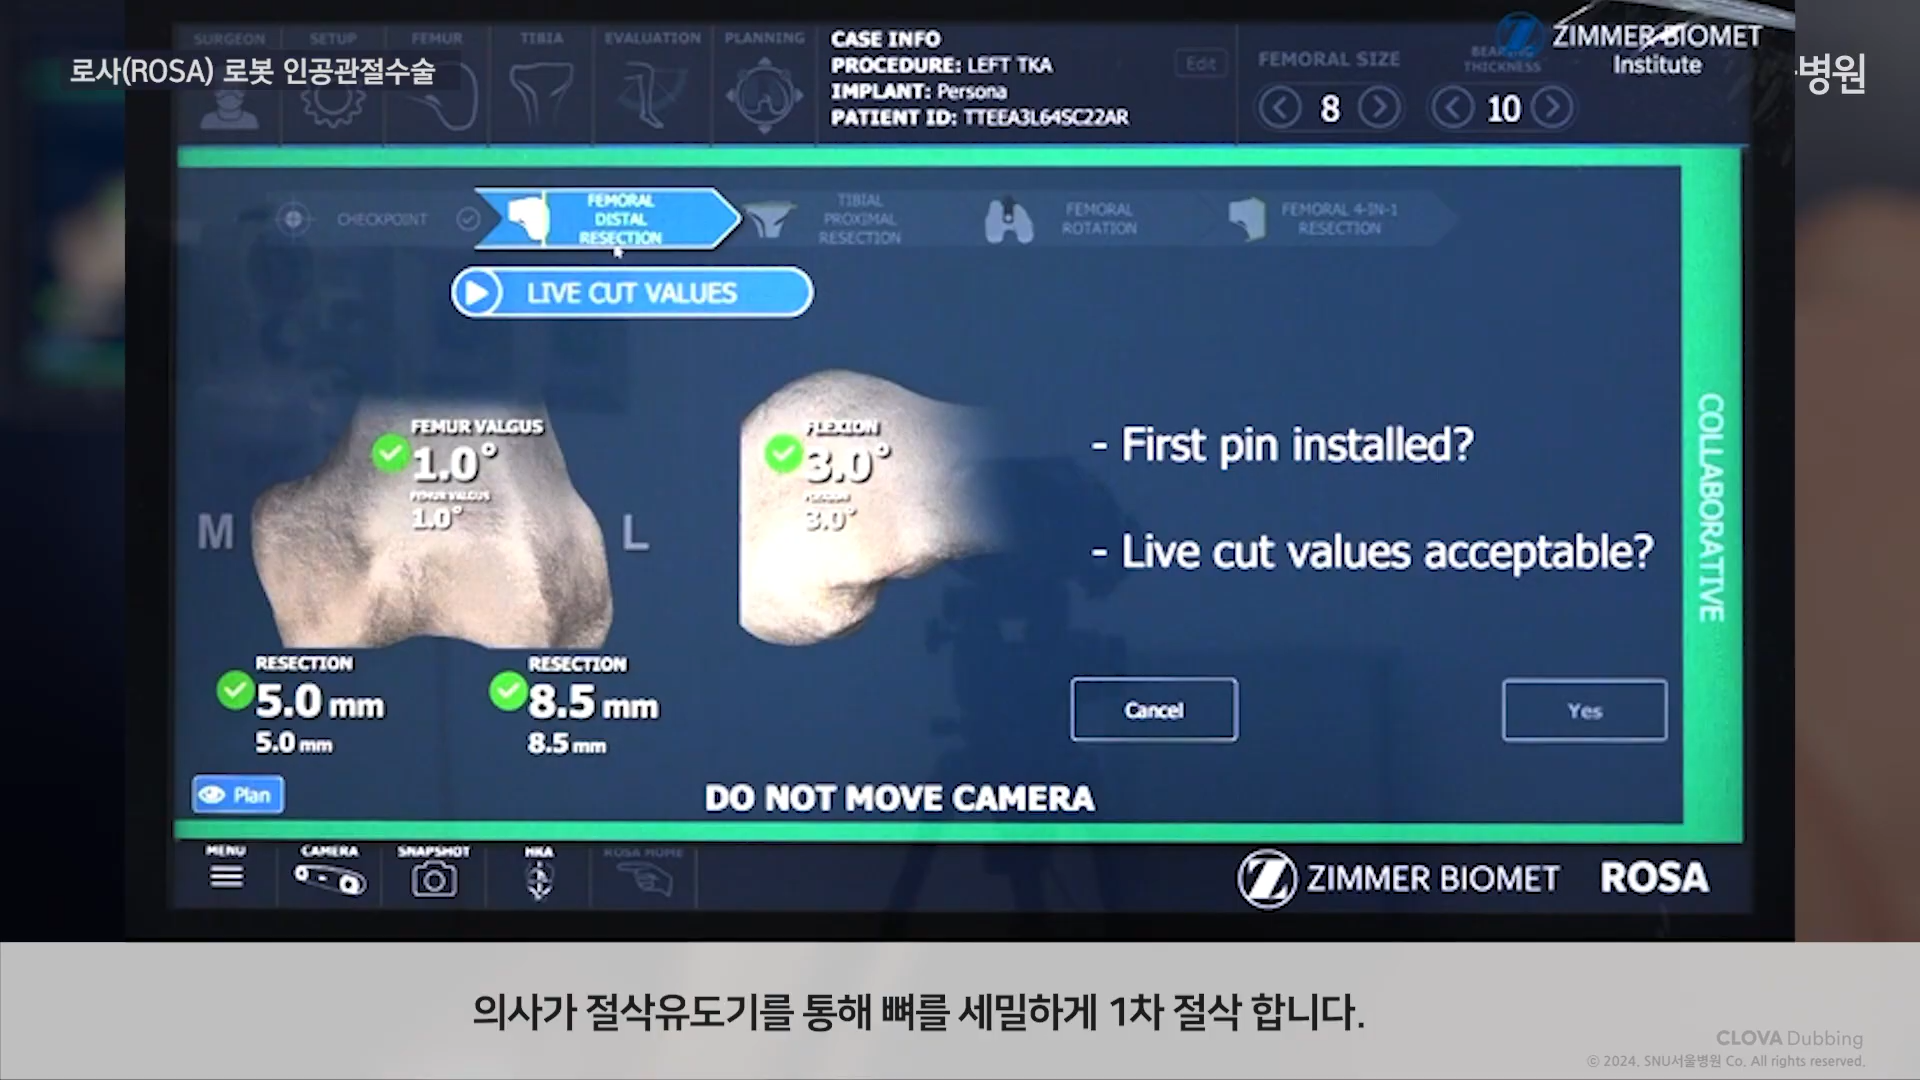 로사(ROSA) 로봇 인공관절수술
SURGEON
SETUP
FEMUR
TIBIA
EVALUATION
PLANNING
CASE INFO
PROCEDURE: LEFT TKA
IMPLANT: Persona
PATIENT ID: TTEEA3L64SC22AR
Edit
FEMORAL SIZE
8
BEARING
THICKNESS
10
ZIMMER BIOMET
Institute
병원
CHECKPOINT
FEMORAL
DISTAL
RESECTION
TIBIAL
PROXIMAL
RESECTION
FEMORAL
ROTATION
FEMORAL 4-IN-1
RESECTION
LIVE CUT VALUES
FEMUR VALGUS
1.0°
FEMUR VALGUS
1.0°
M
L
FLEXION
3.0°
FLEXION
3.0°
- First pin installed?
- Live cut values acceptable?
COLLABORATIVE
RESECTION
5.0 mm
5.0 mm
RESECTION
8.5 mm
8.5 mm
Cancel
Yes
Plan
DO NOT MOVE CAMERA
MENU
CAMERA
SNAPSHOT
HKA
ROSA HOME
ZIMMER BIOMET
ROSA
의사가 절삭유도기를 통해 뼈를 세밀하게 1차 절삭 합니다.
CLOVA Dubbing
© 2024. SNU서울병원 Co. All rights reserved.